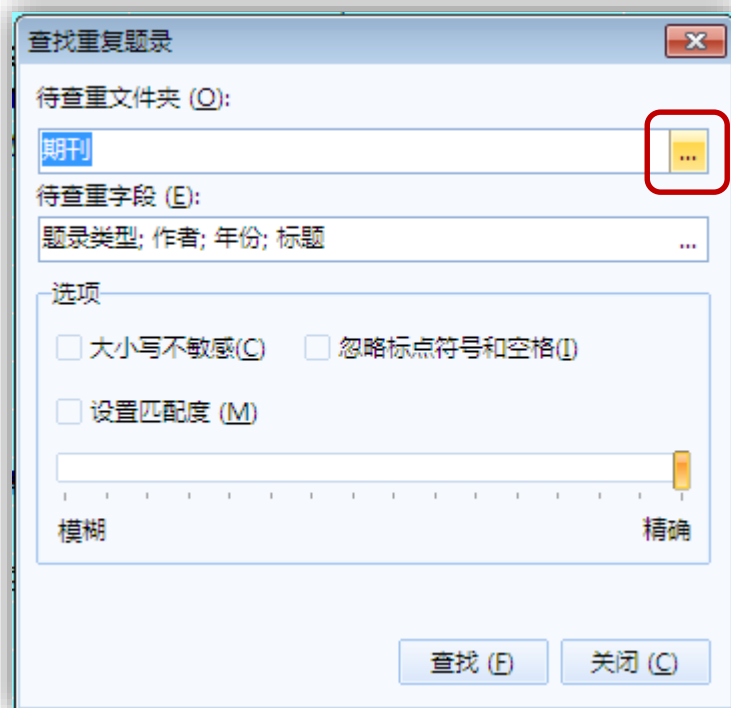 查找重复题录
待查重文件夹 (O):
期刊 ...
待查重字段 (E):
题录类型; 作者; 年份; 标题 ...
选项
大小写不敏感(C) 忽略标点符号和空格(I)
设置匹配度 (M)
模糊 精确
查找 (F) 关闭 (C)